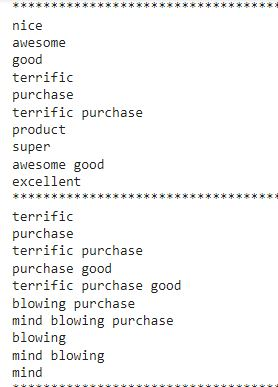 ***********************************
nice
awesome
good
terrific
purchase
terrific purchase
product
super
awesome good
excellent
***********************************
terrific
purchase
terrific purchase
purchase good
terrific purchase good
blowing purchase
mind blowing purchase
blowing
mind blowing
mind
***********************************